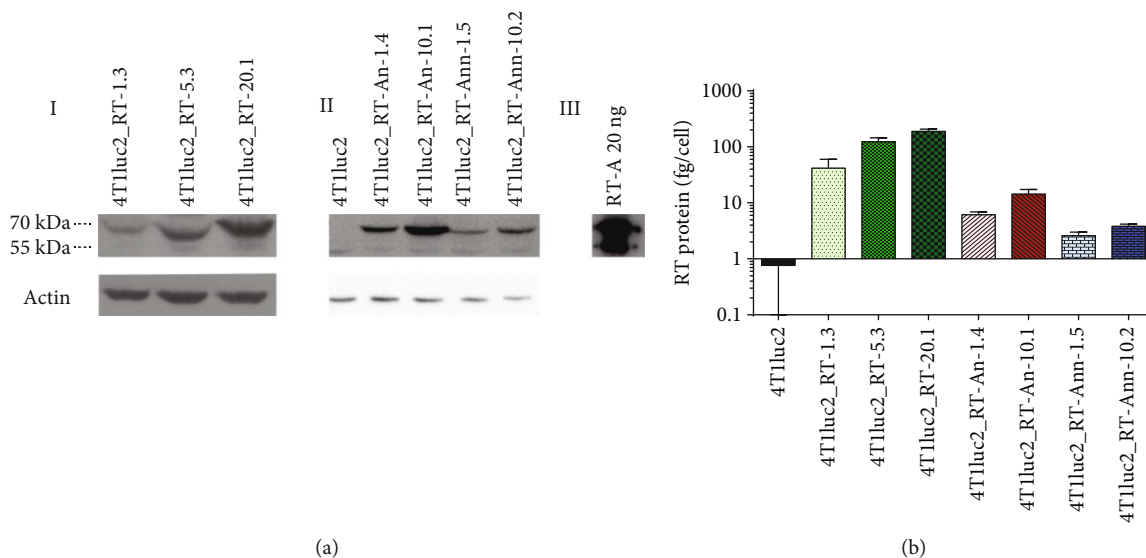 I
4T1luc2_RT-1.3
4T1luc2_RT-5.3
4T1luc2_RT-20.1
70 kDa
55 kDa
Actin
II
4T1luc2
4T1luc2_RT-An-1.4
4T1luc2_RT-An-10.1
4T1luc2_RT-Ann-1.5
4T1luc2_RT-Ann-10.2
III
RT-A 20 ng
(a)
RT protein (fg/cell)
1000
100
10
1
0.1
4T1luc2
4T1luc2_RT-1.3
4T1luc2_RT-5.3
4T1luc2_RT-20.1
4T1luc2_RT-An-1.4
4T1luc2_RT-An-10.1
4T1luc2_RT-Ann-1.5
4T1luc2_RT-Ann-10.2
(b)